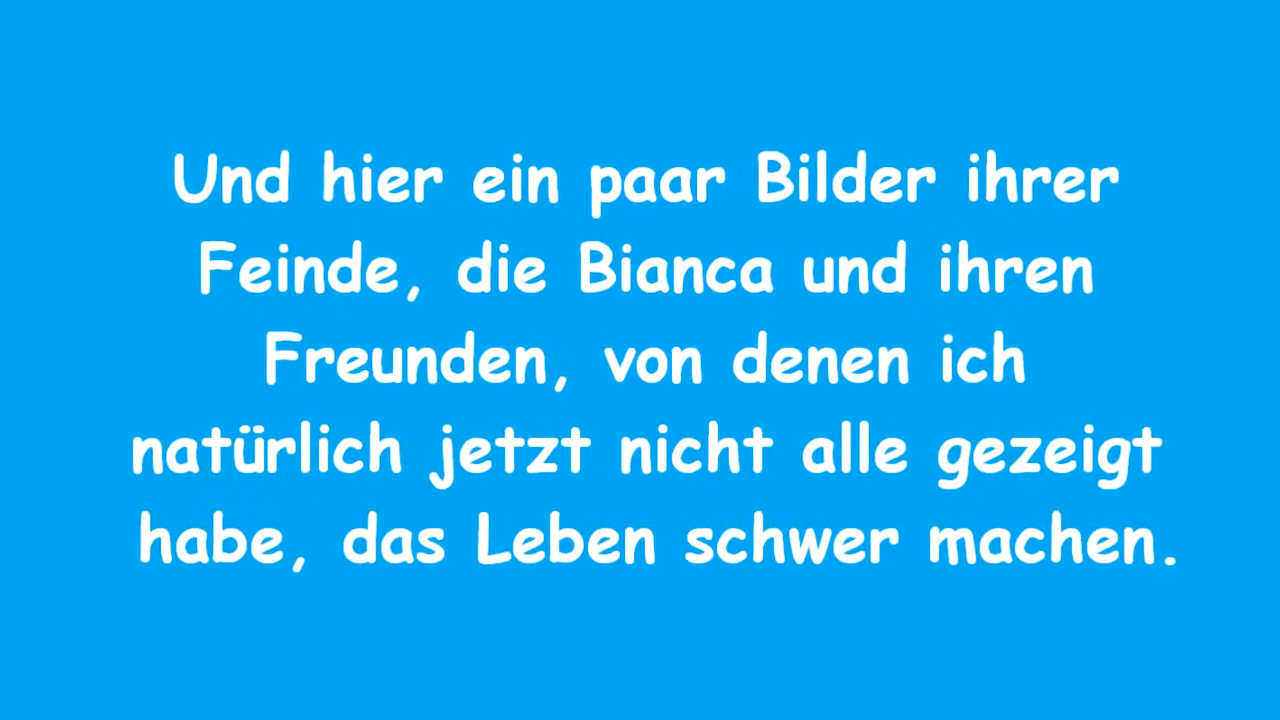 Und hier ein paar Bilder ihrer
Feinde, die Bianca und ihren
Freunden, von denen ich
natürlich jetzt nicht alle gezeigt
habe, das Leben schwer machen.